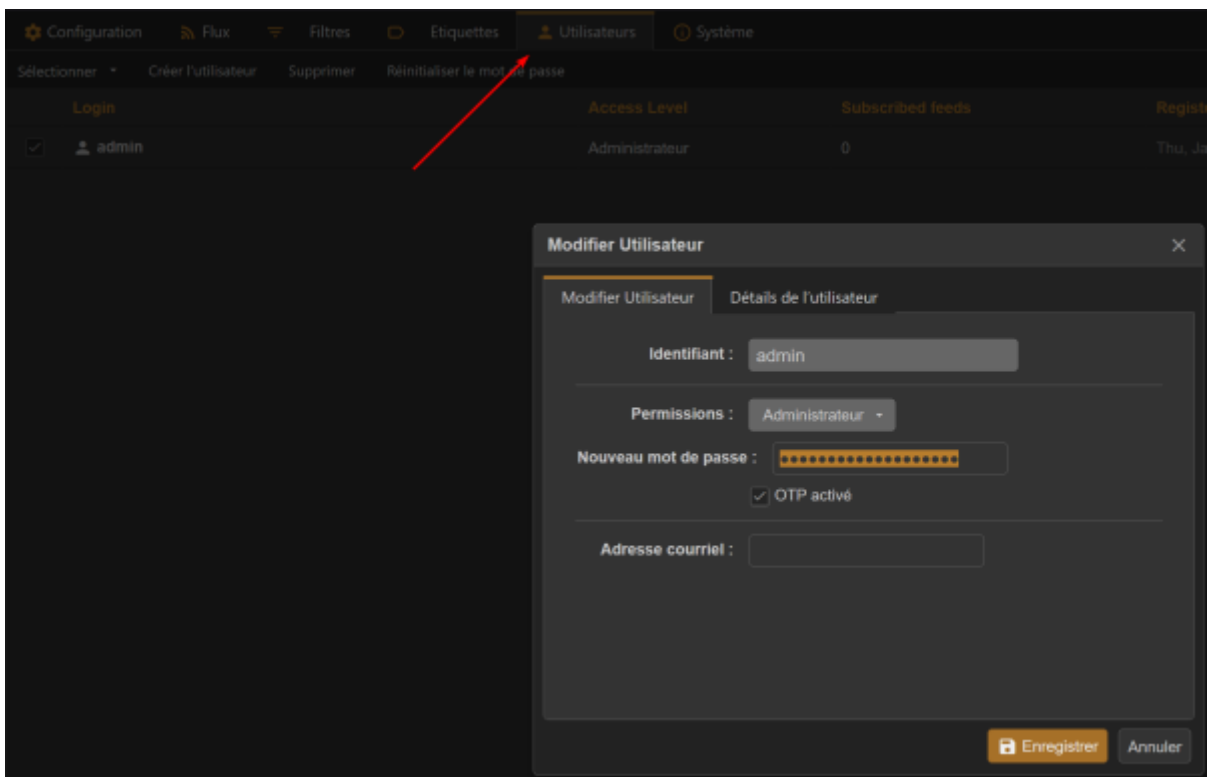 Configuration Flux Filtres Etiquettes Utilisateurs Système
Sélectionner Créer l'utilisateur Supprimer Réinitialiser le mot de passe
Login Access Level Subscribed feeds
admin Administrateur 0 Thu, Ja
Modifier Utilisateur
Modifier Utilisateur Détails de l'utilisateur
Identifiant : admin
Permissions : Administrateur
Nouveau mot de passe : ●●●●●●●●●●●●●●●●●●●
OTP activé
Adresse courriel :
Enregistrer Annuler